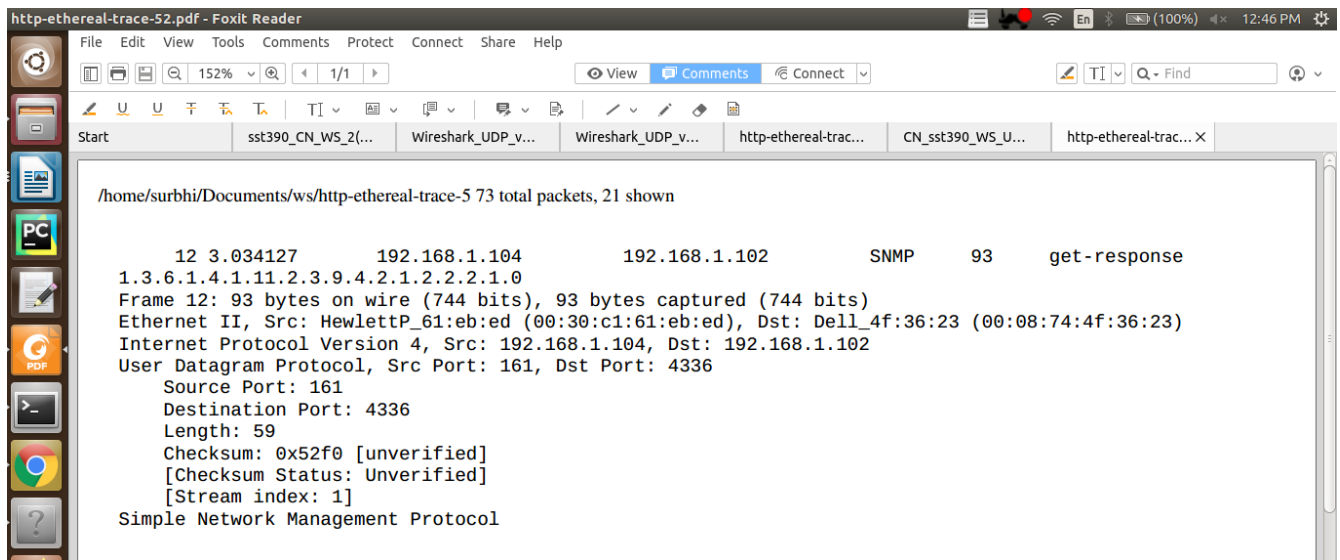 http-ethereal-trace-52.pdf - Foxit Reader
En
(100%)
12:46 PM
File Edit View Tools Comments Protect Connect Share Help
152%
1/1
View
Comments
Connect
Find
Start
sst390_CN_WS_2(...
Wireshark_UDP_v...
Wireshark_UDP_v...
http-ethereal-trac...
CN_sst390_WS_U...
http-ethereal-trac...
PC
PDF
/home/surbhi/Documents/ws/http-ethereal-trace-5 73 total packets, 21 shown
12 3.034127 192.168.1.104 192.168.1.102 SNMP 93 get-response
1.3.6.1.4.1.11.2.3.9.4.2.1.2.2.2.1.0
Frame 12: 93 bytes on wire (744 bits), 93 bytes captured (744 bits)
Ethernet II, Src: HewlettP_61:eb:ed (00:30:c1:61:eb:ed), Dst: Dell_4f:36:23 (00:08:74:4f:36:23)
Internet Protocol Version 4, Src: 192.168.1.104, Dst: 192.168.1.102
User Datagram Protocol, Src Port: 161, Dst Port: 4336
Source Port: 161
Destination Port: 4336
Length: 59
Checksum: 0x52f0 [unverified]
[Checksum Status: Unverified]
[Stream index: 1]
Simple Network Management Protocol